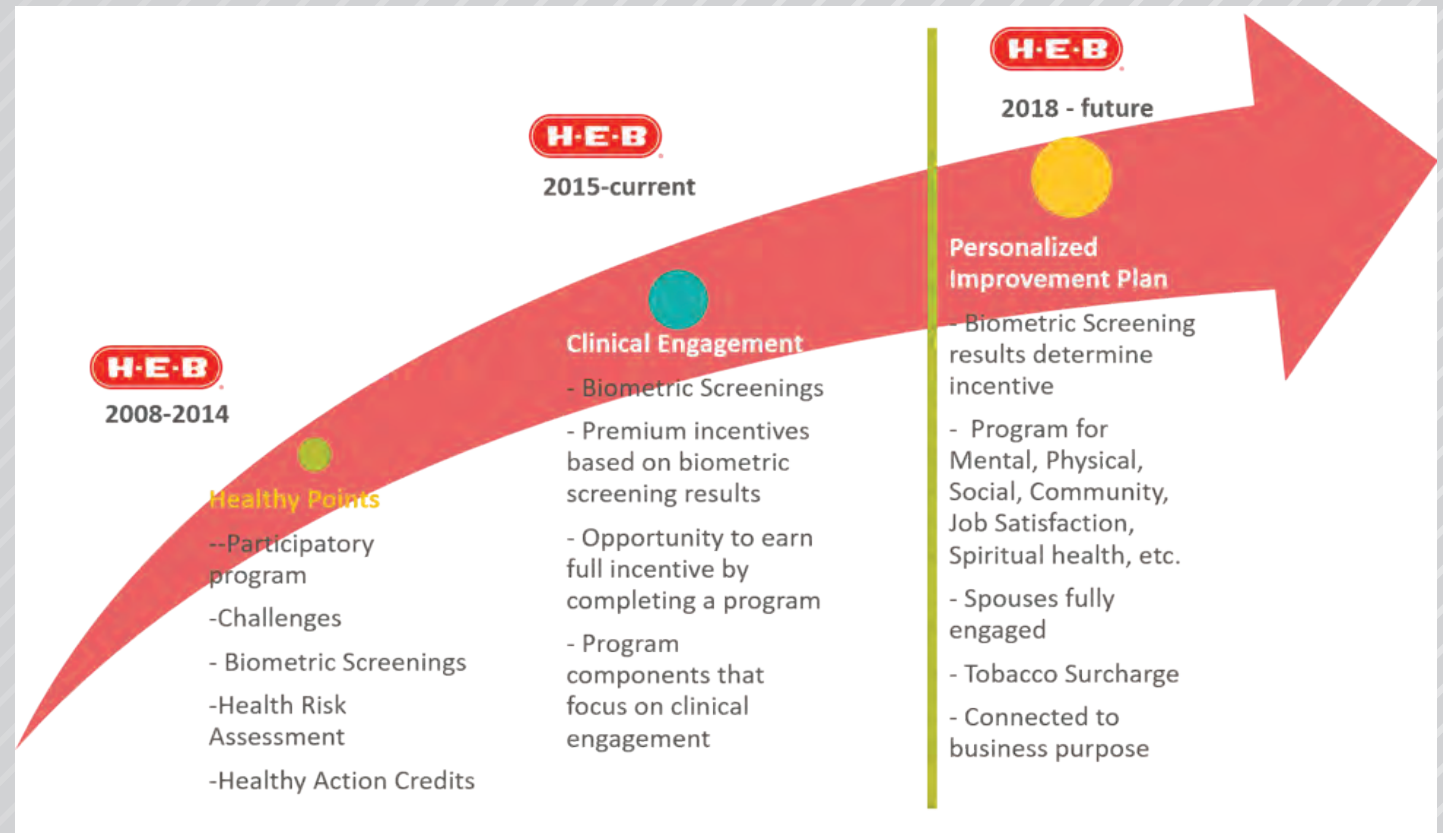 H-E-B
2008-2014
Healthy Points
--Participatory
program
-Challenges
- Biometric Screenings
-Health Risk
Assessment
-Healthy Action Credits
H-E-B
2015-current
Clinical Engagement
- Biometric Screenings
- Premium incentives
based on biometric
screening results
- Opportunity to earn
full incentive by
completing a program
- Program
components that
focus on clinical
engagement
H-E-B
2018 - future
Personalized
Improvement Plan
- Biometric Screening
results determine
incentive
- Program for
Mental, Physical,
Social, Community,
Job Satisfaction,
Spiritual health, etc.
- Spouses fully
engaged
- Tobacco Surcharge
- Connected to
business purpose